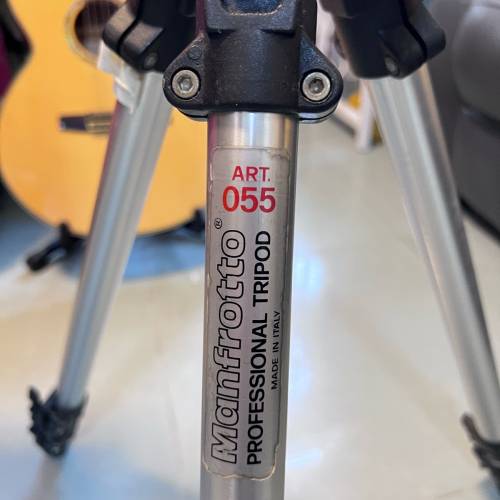 ART.
055
Manfrotto®
PROFESSIONAL TRIPOD
MADE IN ITALY